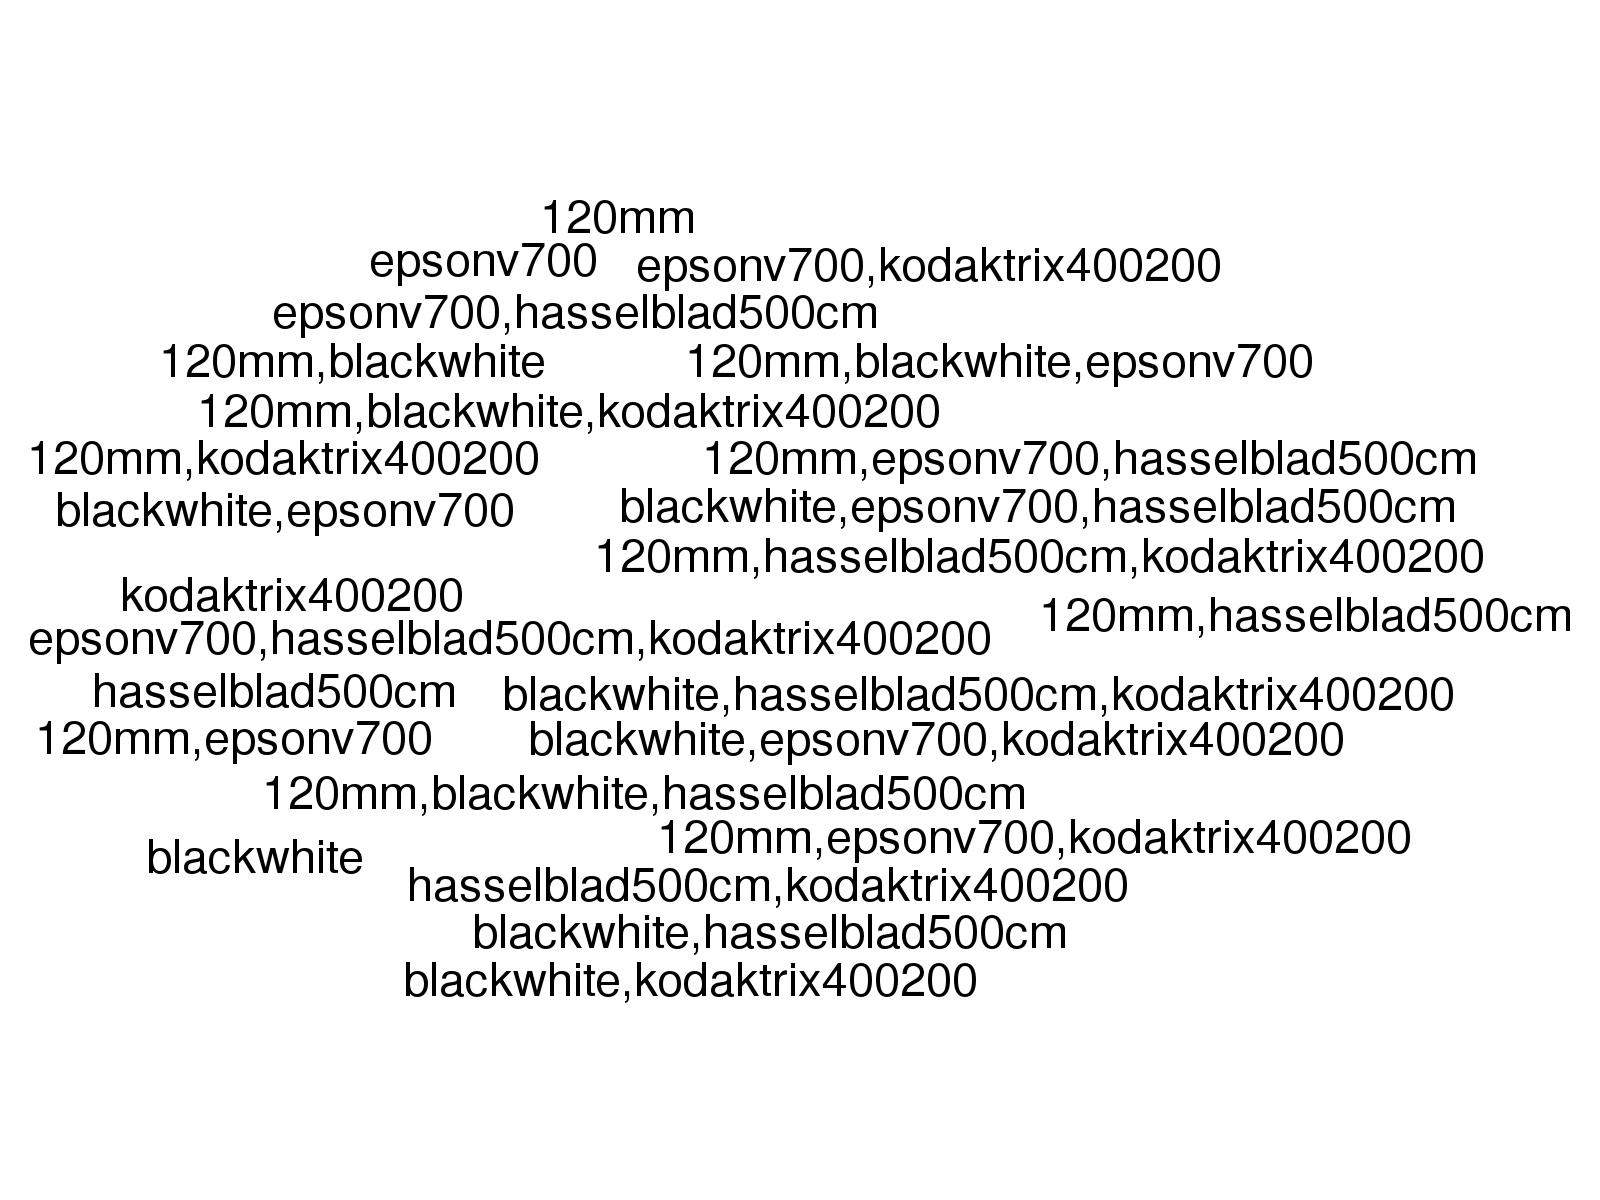 120mm
epsonv700 epsonv700,kodaktrix400200
epsonv700,hasselblad500cm
120mm,blackwhite 120mm,blackwhite,epsonv700
120mm,blackwhite,kodaktrix400200
120mm,kodaktrix400200 120mm,epsonv700,hasselblad500cm
blackwhite,epsonv700 blackwhite,epsonv700,hasselblad500cm
120mm,hasselblad500cm,kodaktrix400200
kodaktrix400200 120mm,hasselblad500cm
epsonv700,hasselblad500cm,kodaktrix400200
hasselblad500cm blackwhite,hasselblad500cm,kodaktrix400200
120mm,epsonv700 blackwhite,epsonv700,kodaktrix400200
120mm,blackwhite,hasselblad500cm
120mm,epsonv700,kodaktrix400200
blackwhite
hasselblad500cm,kodaktrix400200
blackwhite,hasselblad500cm
blackwhite,kodaktrix400200